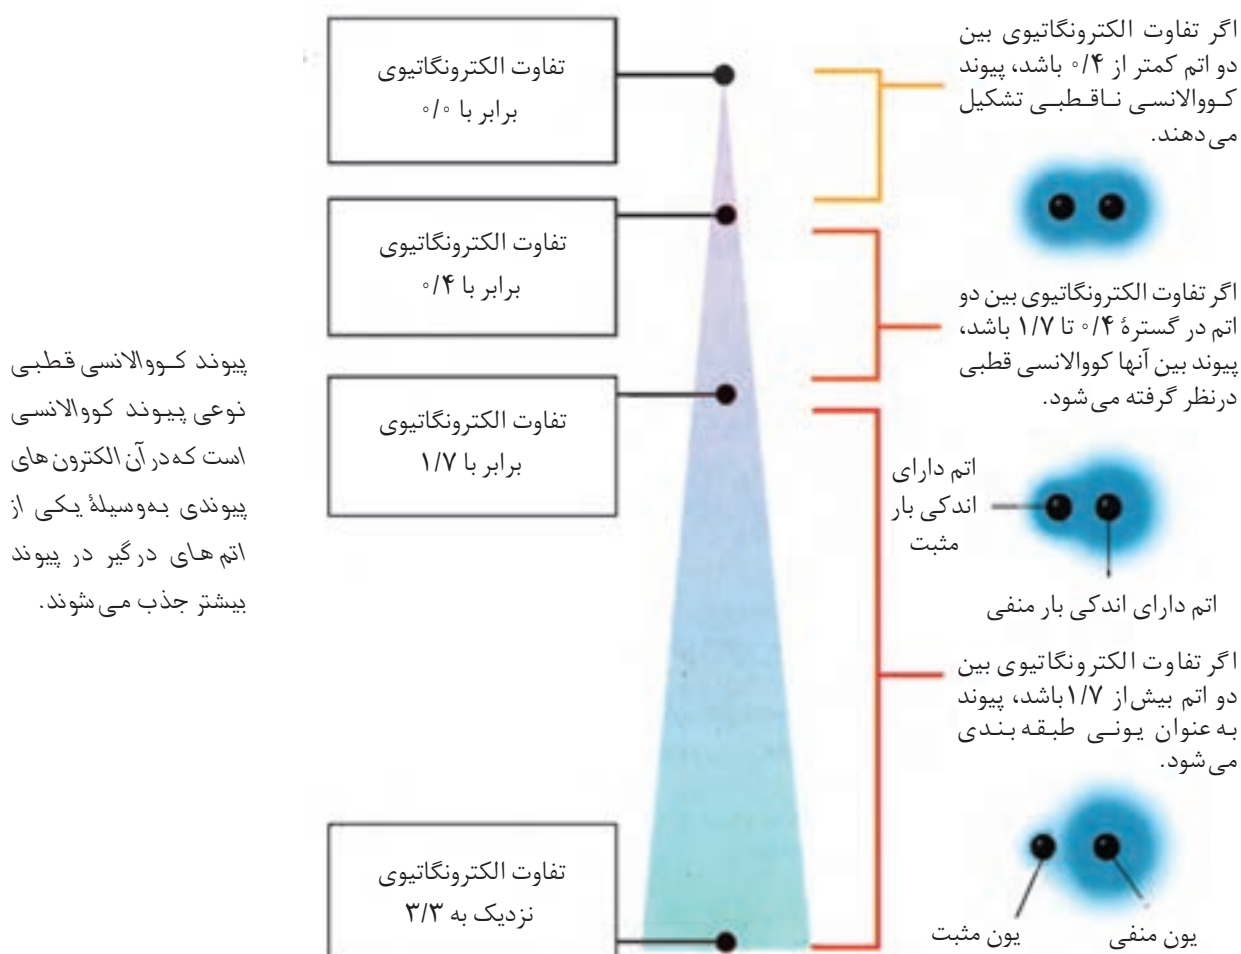 اگر تفاوت الکترونگاتیوی بین
دو اتم کمتر از ۰/۴ باشد، پیوند
کووالانسی ناقطبی تشکیل
می‌دهند.
تفاوت الکترونگاتیوی
برابر با ۰/۰
تفاوت الکترونگاتیوی
برابر با ۰/۴
اگر تفاوت الکترونگاتیوی بین دو
اتم در گسترهٔ ۰/۴ تا ۱/۷ باشد،
پیوند بین آنها کووالانسی قطبی
درنظر گرفته می‌شود.
تفاوت الکترونگاتیوی
برابر با ۱/۷
اتم دارای
اندکی بار
مثبت
اتم دارای اندکی بار منفی
پیوند کووالانسی قطبی
نوعی پیوند کووالانسی
است که در آن الکترون های
پیوندی به‌وسیلهٔ یکی از
اتم های درگیر در پیوند
بیشتر جذب می‌شوند.
اگر تفاوت الکترونگاتیوی بین
دو اتم بیش از ۱/۷ باشد، پیوند
به عنوان یونی طبقه بندی
می‌شود.
تفاوت الکترونگاتیوی
نزدیک به ۳/۳
یون منفی
یون مثبت